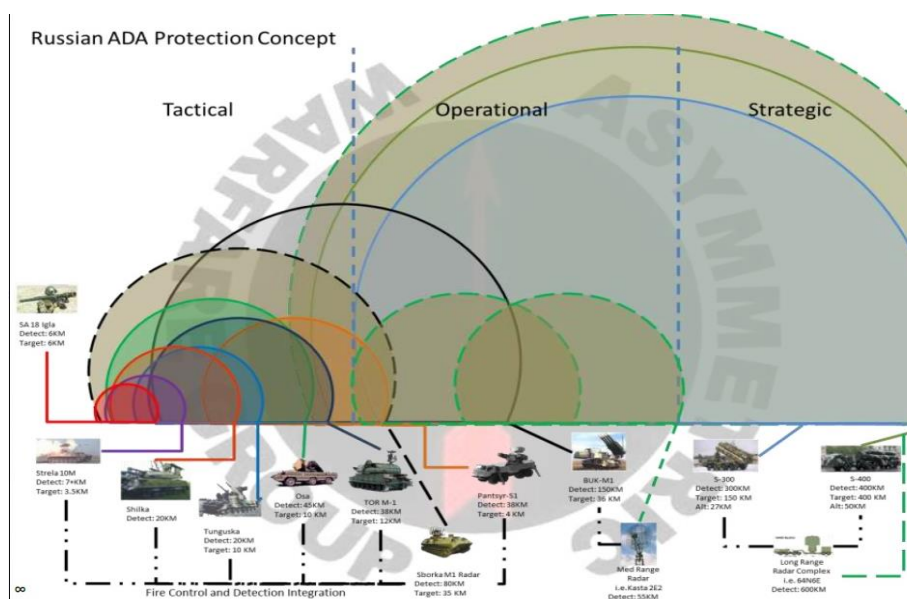 Russian ADA Protection Concept
Tactical
Operational
Strategic
ASYMMETRIC
WARFARE
GROUP
SA 18 Igla
Detect: 6KM
Target: 6KM
Strela 10M
Detect: 7+KM
Target: 3.5KM
Shilka
Detect: 20KM
Tunguska
Detect: 20KM
Target: 10 KM
Osa
Detect: 45KM
Target: 10 KM
TOR M-1
Detect: 38KM
Target: 12KM
Sborka M1 Radar
Detect: 80KM
Target: 35 KM
Pantsyr-S1
Detect: 38KM
Target: 4 KM
BUK-M1
Detect: 150KM
Target: 36 KM
Med Range
Radar
i.e.Kasta 2E2
Detect: 55KM
S-300
Detect: 300KM
Target: 150 KM
Alt: 27KM
S-400
Detect: 400KM
Target: 400 KM
Alt: 50KM
Long Range
Radar Complex
i.e. 64N6E
Detect: 600KM
Fire Control and Detection Integration
8